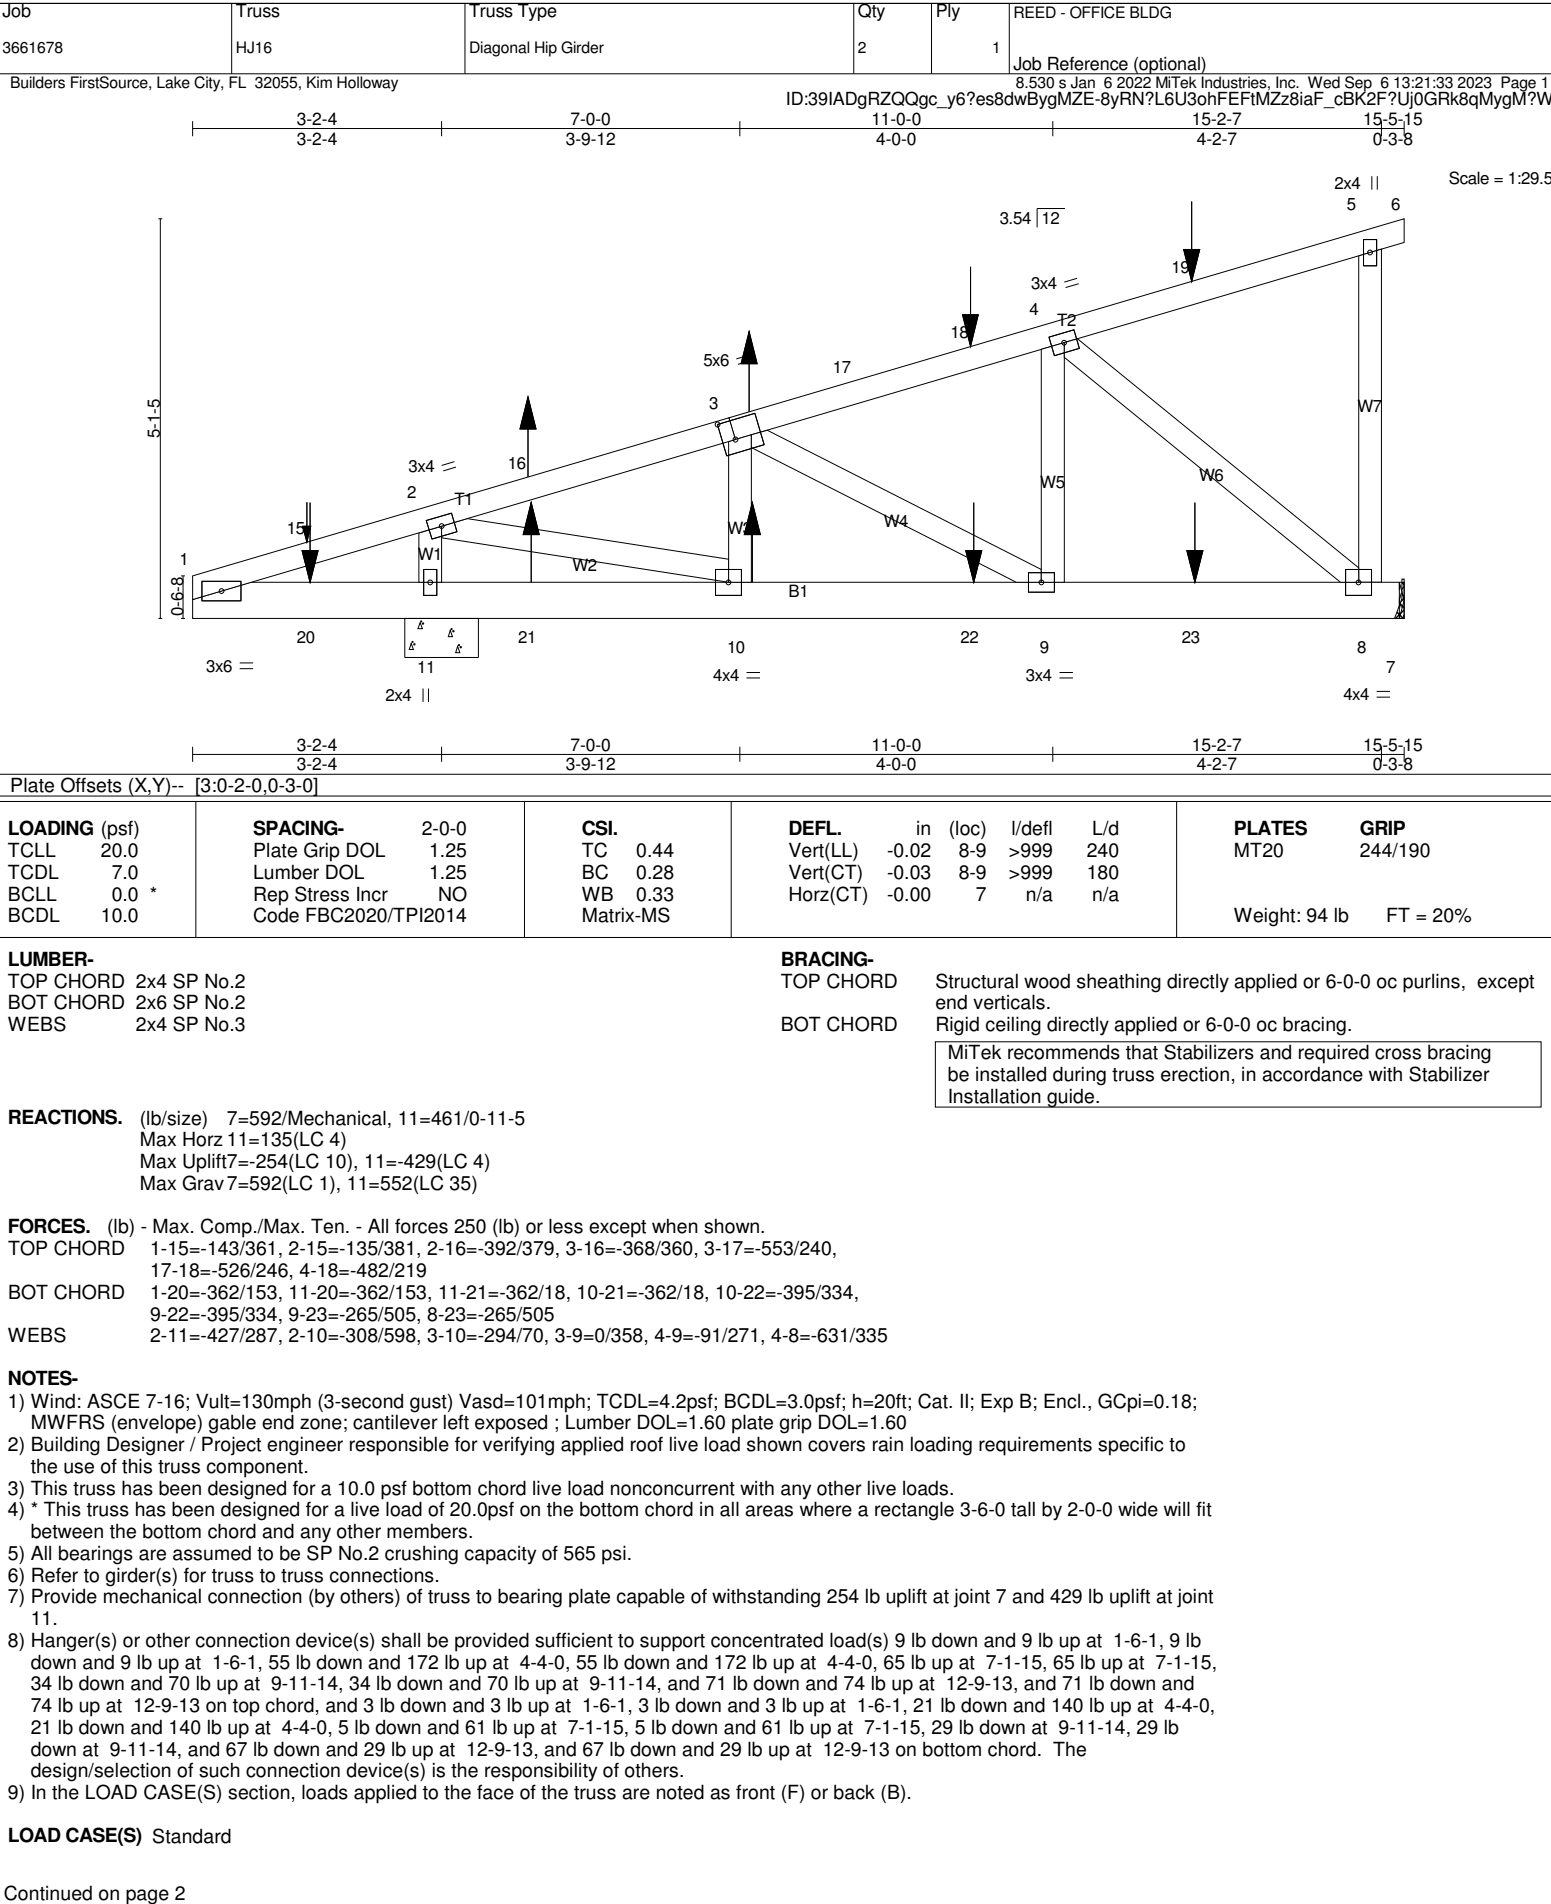 Job Truss Truss Type Qty Ply REED - OFFICE BLDG
3661678 HJ16 Diagonal Hip Girder 2 1
Job Reference (optional)
Builders FirstSource, Lake City, FL 32055, Kim Holloway 8.530 s Jan 6 2022 MiTek Industries, Inc. Wed Sep 6 13:21:33 2023 Page 1
ID:39IADgRZQQgc_y6?es8dwBygMZE-8yRN?L6U3ohFEFtMZz8iaF_cBK2F?Uj0GRk8qMygM?W
3-2-4 7-0-0 11-0-0 15-2-7 15-5-15
3-2-4 3-9-12 4-0-0 4-2-7 0-3-8
Scale = 1:29.5
2x4 ||
5 6
3.54 12
19
3x4 =
4
T2
18
5x6 =
17
3
W7
5-1-5
16
3x4 =
2
T1
W5
W6
15
W3
W4
1
W1
W2
B1
0-6-8
20 21 10 22 9 23 8
3x6 =
11
7
4x4 =
3x4 =
2x4 ||
4x4 =
3-2-4 7-0-0 11-0-0 15-2-7 15-5-15
3-2-4 3-9-12 4-0-0 4-2-7 0-3-8
Plate Offsets (X,Y)-- [3:0-2-0,0-3-0]
LOADING (psf) SPACING- 2-0-0 CSI. DEFL. in (loc) l/defl L/d PLATES GRIP
TCLL 20.0 Plate Grip DOL 1.25 TC 0.44 Vert(LL) -0.02 8-9 >999 240 MT20 244/190
TCDL 7.0 Lumber DOL 1.25 BC 0.28 Vert(CT) -0.03 8-9 >999 180
BCLL 0.0 * Rep Stress Incr NO WB 0.33 Horz(CT) -0.00 7 n/a n/a
BCDL 10.0 Code FBC2020/TPI2014 Matrix-MS Weight: 94 lb FT = 20%
LUMBER-
TOP CHORD 2x4 SP No.2
BOT CHORD 2x6 SP No.2
WEBS 2x4 SP No.3
BRACING-
TOP CHORD Structural wood sheathing directly applied or 6-0-0 oc purlins, except
end verticals.
BOT CHORD Rigid ceiling directly applied or 6-0-0 oc bracing.
MiTek recommends that Stabilizers and required cross bracing
be installed during truss erection, in accordance with Stabilizer
Installation guide.
REACTIONS. (lb/size) 7=592/Mechanical, 11=461/0-11-5
Max Horz 11=135(LC 4)
Max Uplift7=-254(LC 10), 11=-429(LC 4)
Max Grav7=592(LC 1), 11=552(LC 35)
FORCES. (lb) - Max. Comp./Max. Ten. - All forces 250 (lb) or less except when shown.
TOP CHORD 1-15=-143/361, 2-15=-135/381, 2-16=-392/379, 3-16=-368/360, 3-17=-553/240,
17-18=-526/246, 4-18=-482/219
BOT CHORD 1-20=-362/153, 11-20=-362/153, 11-21=-362/18, 10-21=-362/18, 10-22=-395/334,
9-22=-395/334, 9-23=-265/505, 8-23=-265/505
WEBS 2-11=-427/287, 2-10=-308/598, 3-10=-294/70, 3-9=0/358, 4-9=-91/271, 4-8=-631/335
NOTES-
1) Wind: ASCE 7-16; Vult=130mph (3-second gust) Vasd=101mph; TCDL=4.2psf; BCDL=3.0psf; h=20ft; Cat. II; Exp B; Encl., GCpi=0.18;
MWFRS (envelope) gable end zone; cantilever left exposed ; Lumber DOL=1.60 plate grip DOL=1.60
2) Building Designer / Project engineer responsible for verifying applied roof live load shown covers rain loading requirements specific to
the use of this truss component.
3) This truss has been designed for a 10.0 psf bottom chord live load nonconcurrent with any other live loads.
4) * This truss has been designed for a live load of 20.0psf on the bottom chord in all areas where a rectangle 3-6-0 tall by 2-0-0 wide will fit
between the bottom chord and any other members.
5) All bearings are assumed to be SP No.2 crushing capacity of 565 psi.
6) Refer to girder(s) for truss to truss connections.
7) Provide mechanical connection (by others) of truss to bearing plate capable of withstanding 254 lb uplift at joint 7 and 429 lb uplift at joint
11.
8) Hanger(s) or other connection device(s) shall be provided sufficient to support concentrated load(s) 9 lb down and 9 lb up at 1-6-1, 9 lb
down and 9 lb up at 1-6-1, 55 lb down and 172 lb up at 4-4-0, 55 lb down and 172 lb up at 4-4-0, 65 lb up at 7-1-15, 65 lb up at 7-1-15,
34 lb down and 70 lb up at 9-11-14, 34 lb down and 70 lb up at 9-11-14, and 71 lb down and 74 lb up at 12-9-13, and 71 lb down and
74 lb up at 12-9-13 on top chord, and 3 lb down and 3 lb up at 1-6-1, 3 lb down and 3 lb up at 1-6-1, 21 lb down and 140 lb up at 4-4-0,
21 lb down and 140 lb up at 4-4-0, 5 lb down and 61 lb up at 7-1-15, 5 lb down and 61 lb up at 7-1-15, 29 lb down at 9-11-14, 29 lb
down at 9-11-14, and 67 lb down and 29 lb up at 12-9-13, and 67 lb down and 29 lb up at 12-9-13 on bottom chord. The
design/selection of such connection device(s) is the responsibility of others.
9) In the LOAD CASE(S) section, loads applied to the face of the truss are noted as front (F) or back (B).
LOAD CASE(S) Standard
Continued on page 2